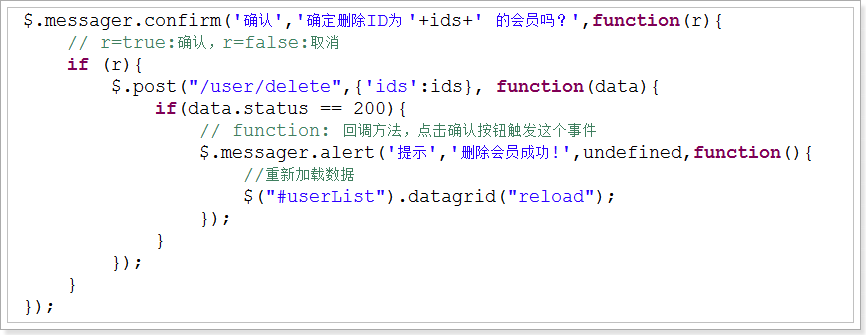 $.messager.confirm('确认','确定删除ID为 '+ids+' 的会员吗？',function(r){
// r=true:确认，r=false:取消
if (r){
$.post("/user/delete",{'ids':ids}, function(data){
if(data.status == 200){
// function: 回调方法，点击确认按钮触发这个事件
$.messager.alert('提示','删除会员成功！',undefined,function(){
//重新加载数据
$("#userList").datagrid("reload");
});
}
});
}
});